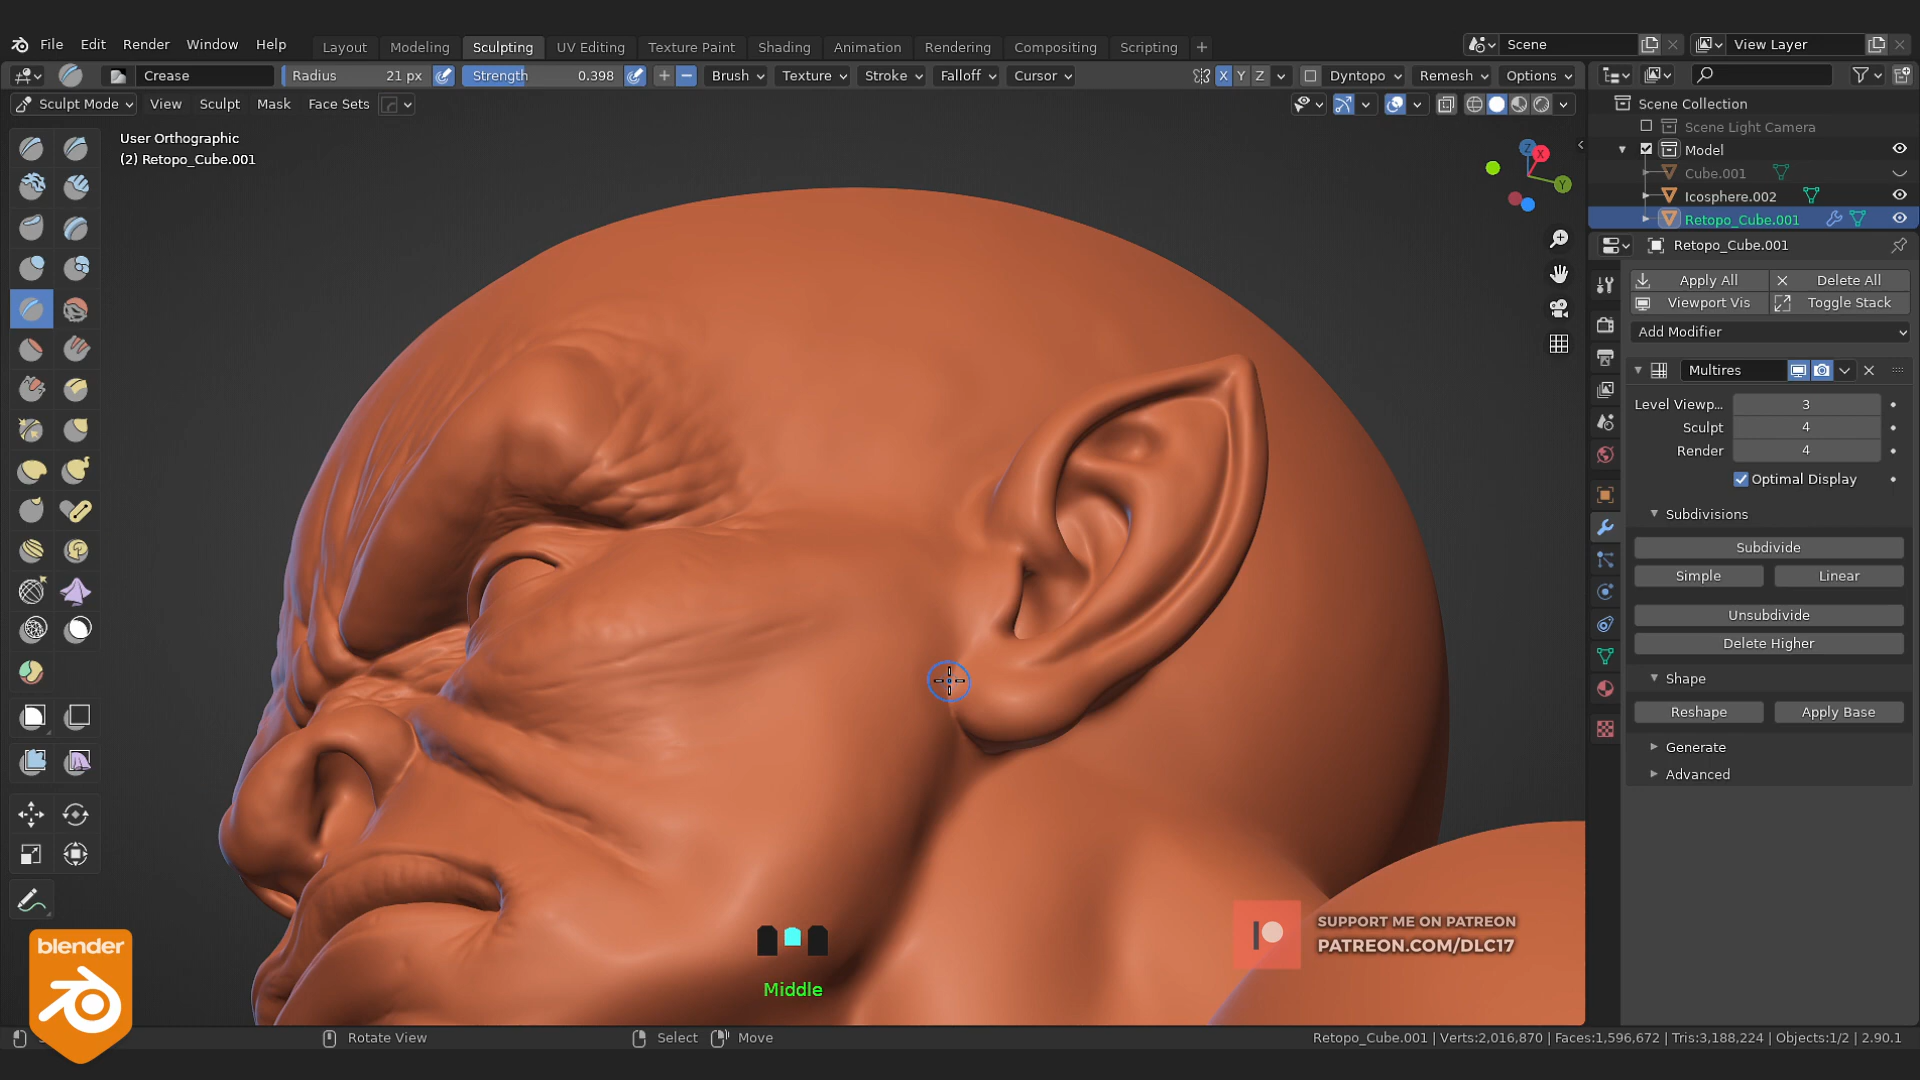 File Edit Render Window Help Layout Modeling Sculpting UV Editing Texture Paint Shading Animation Rendering Compositing Scripting + Scene View Layer
Crease Radius 21 px Strength 0.398 Brush Texture Stroke Falloff Cursor X Y Z Dyntopo Remesh Options
Sculpt Mode View Sculpt Mask Face Sets
User Orthographic
(2) Retopo_Cube.001
Z X Y
Scene Collection
Scene Light Camera
Model
Cube.001
Icosphere.002
Retopo_Cube.001
Retopo_Cube.001
Apply All Delete All
Viewport Vis Toggle Stack
Add Modifier
Multires
Level Viewp... 3
Sculpt 4
Render 4
Optimal Display
Subdivisions
Subdivide
Simple Linear
Unsubdivide
Delete Higher
Shape
Reshape Apply Base
Generate
Advanced
SUPPORT ME ON PATREON
PATREON.COM/DLC17
blender
Middle
Rotate View Select Move Retopo_Cube.001 | Verts:2,016,870 | Faces:1,596,672 | Tris:3,188,224 | Objects:1/2 | 2.90.1